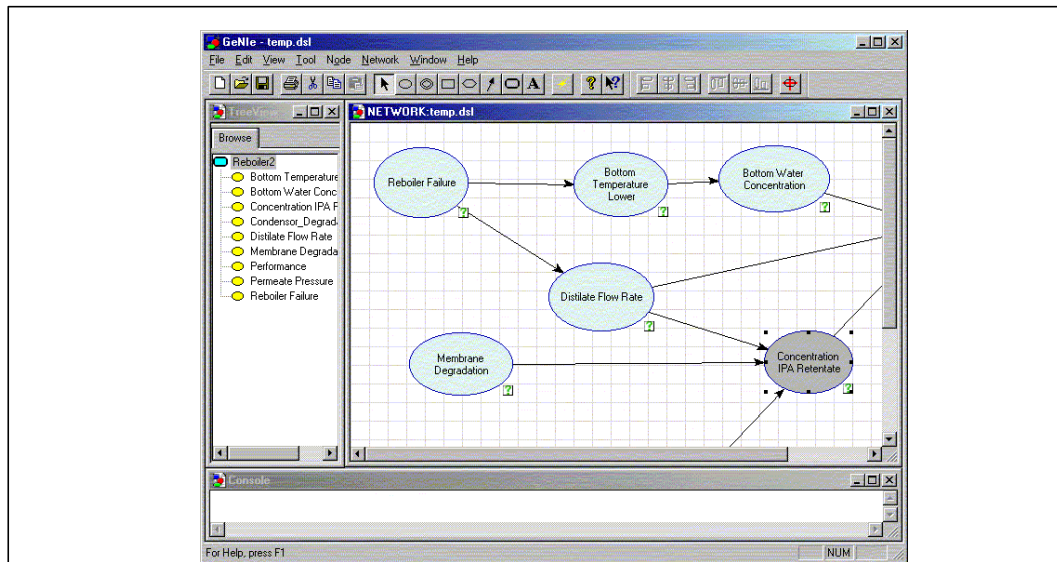 GeNIe - temp.dsl
File Edit View Tool Node Network Window Help
A
TreeView
Browse
Reboiler2
Bottom Temperature
Bottom Water Conc
Concentration IPA F
Condensor_Degrada
Distilate Flow Rate
Membrane Degrada
Performance
Permeate Pressure
Reboiler Failure
NETWORK:temp.dsl
Reboiler Failure
?
Bottom
Temperature
Lower
?
Bottom Water
Concentration
?
Distilate Flow Rate
?
Membrane
Degradation
?
Concentration
IPA Retentate
?
Console
For Help, press F1
NUM